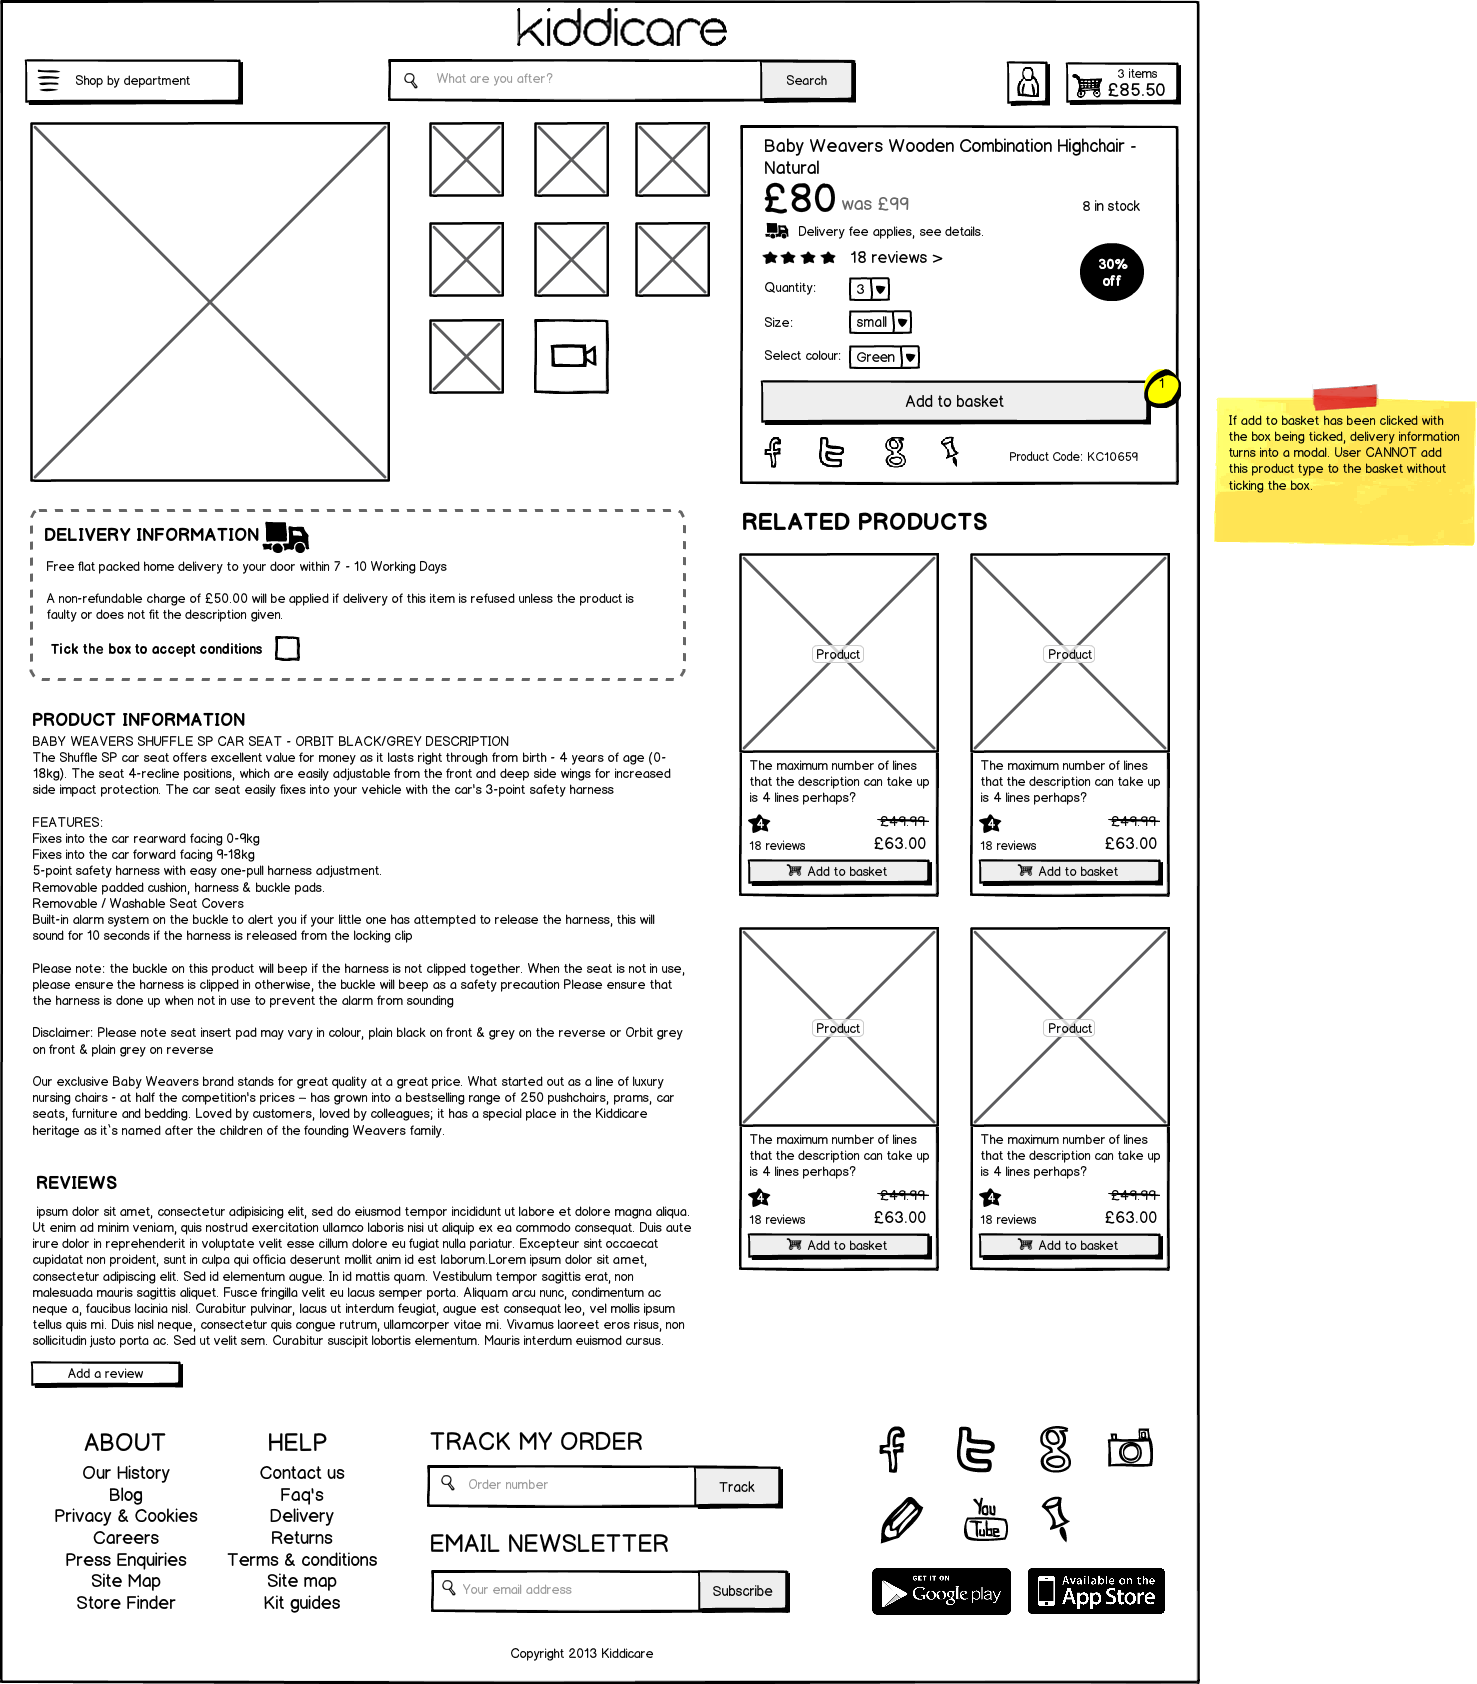 kiddicare
Shop by department
What are you after?
Search
3 items
£85.50
Baby Weavers Wooden Combination Highchair -
Natural
£80 was £99
8 in stock
Delivery fee applies, see details.
18 reviews >
30%
off
Quantity:
3
Size:
small
Select colour:
Green
Add to basket
1
Product Code: KC10659
If add to basket has been clicked with
the box being ticked, delivery information
turns into a modal. User CANNOT add
this product type to the basket without
ticking the box.
DELIVERY INFORMATION
Free flat packed home delivery to your door within 7 - 10 Working Days
A non-refundable charge of £50.00 will be applied if delivery of this item is refused unless the product is
faulty or does not fit the description given.
Tick the box to accept conditions
PRODUCT INFORMATION
BABY WEAVERS SHUFFLE SP CAR SEAT - ORBIT BLACK/GREY DESCRIPTION
The Shuffle SP car seat offers excellent value for money as it lasts right through from birth - 4 years of age (0-
18kg). The seat 4-recline positions, which are easily adjustable from the front and deep side wings for increased
side impact protection. The car seat easily fixes into your vehicle with the car's 3-point safety harness
FEATURES:
Fixes into the car rearward facing 0-9kg
Fixes into the car forward facing 9-18kg
5-point safety harness with easy one-pull harness adjustment.
Removable padded cushion, harness & buckle pads.
Removable / Washable Seat Covers
Built-in alarm system on the buckle to alert you if your little one has attempted to release the harness, this will
sound for 10 seconds if the harness is released from the locking clip
Please note: the buckle on this product will beep if the harness is not clipped together. When the seat is not in use,
please ensure the harness is clipped in otherwise, the buckle will beep as a safety precaution Please ensure that
the harness is done up when not in use to prevent the alarm from sounding
Disclaimer: Please note seat insert pad may vary in colour, plain black on front & grey on the reverse or Orbit grey
on front & plain grey on reverse
Our exclusive Baby Weavers brand stands for great quality at a great price. What started out as a line of luxury
nursing chairs - at half the competition's prices – has grown into a bestselling range of 250 pushchairs, prams, car
seats, furniture and bedding. Loved by customers, loved by colleagues; it has a special place in the Kiddicare
heritage as it`s named after the children of the founding Weavers family.
REVIEWS
ipsum dolor sit amet, consectetur adipisicing elit, sed do eiusmod tempor incididunt ut labore et dolore magna aliqua.
Ut enim ad minim veniam, quis nostrud exercitation ullamco laboris nisi ut aliquip ex ea commodo consequat. Duis aute
irure dolor in reprehenderit in voluptate velit esse cillum dolore eu fugiat nulla pariatur. Excepteur sint occaecat
cupidatat non proident, sunt in culpa qui officia deserunt mollit anim id est laborum.Lorem ipsum dolor sit amet,
consectetur adipiscing elit. Sed id elementum augue. In id mattis quam. Vestibulum tempor sagittis erat, non
malesuada mauris sagittis aliquet. Fusce fringilla velit eu lacus semper porta. Aliquam arcu nunc, condimentum ac
neque a, faucibus lacinia nisl. Curabitur pulvinar, lacus ut interdum feugiat, augue est consequat leo, vel mollis ipsum
tellus quis mi. Duis nisl neque, consectetur quis congue rutrum, ullamcorper vitae mi. Vivamus laoreet eros risus, non
sollicitudin justo porta ac. Sed ut velit sem. Curabitur suscipit lobortis elementum. Mauris interdum euismod cursus.
Add a review
RELATED PRODUCTS
Product
The maximum number of lines
that the description can take up
is 4 lines perhaps?
4
£49.99
18 reviews
£63.00
Add to basket
Product
The maximum number of lines
that the description can take up
is 4 lines perhaps?
4
£49.99
18 reviews
£63.00
Add to basket
Product
The maximum number of lines
that the description can take up
is 4 lines perhaps?
4
£49.99
18 reviews
£63.00
Add to basket
Product
The maximum number of lines
that the description can take up
is 4 lines perhaps?
4
£49.99
18 reviews
£63.00
Add to basket
ABOUT
Our History
Blog
Privacy & Cookies
Careers
Press Enquiries
Site Map
Store Finder
HELP
Contact us
Faq's
Delivery
Returns
Terms & conditions
Site map
Kit guides
TRACK MY ORDER
Order number
Track
EMAIL NEWSLETTER
Your email address
Subscribe
You
Tube
GET IT ON
Google play
Available on the
App Store
Copyright 2013 Kiddicare